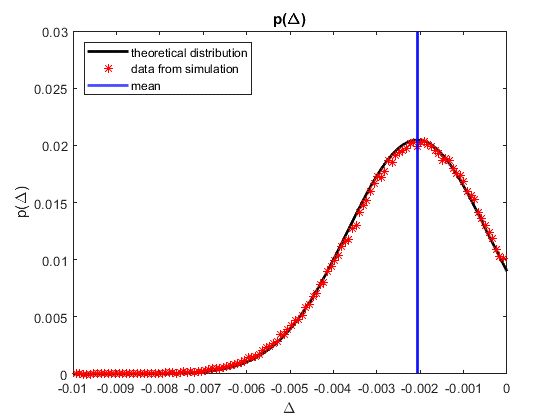 p(Δ)
0.03
0.025
0.02
0.015
0.01
0.005
0
p(Δ)
theoretical distribution
data from simulation
mean
-0.01 -0.009 -0.008 -0.007 -0.006 -0.005 -0.004 -0.003 -0.002 -0.001 0
Δ